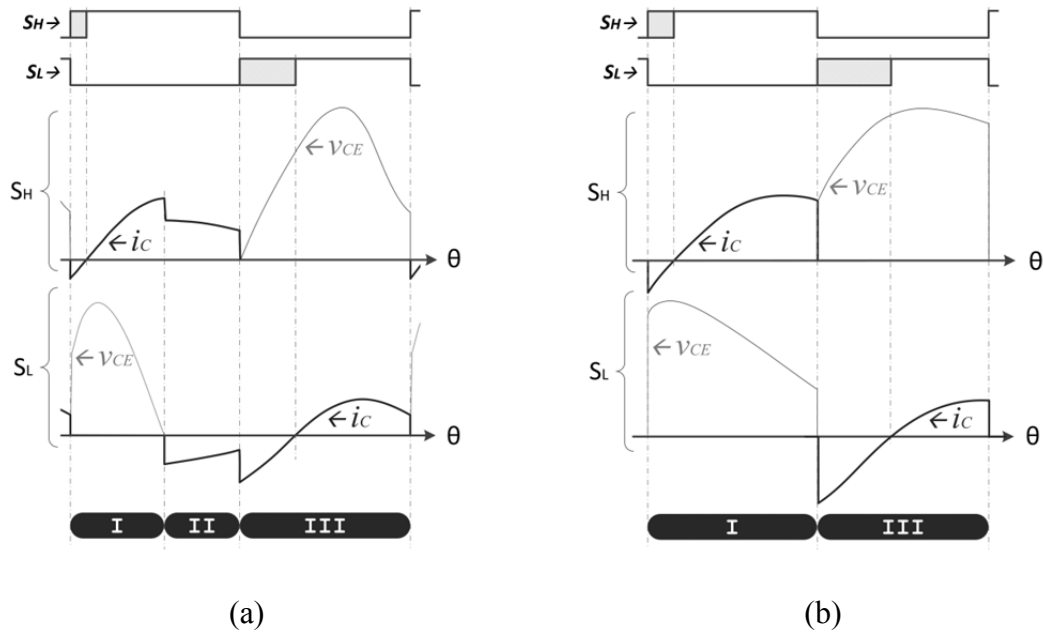 SH→
SL→
SH
←vCE
←iC
θ
SL
←vCE
←iC
θ
I II III
(a)
SH→
SL→
SH
←vCE
←iC
θ
SL
←vCE
←iC
θ
I III
(b)